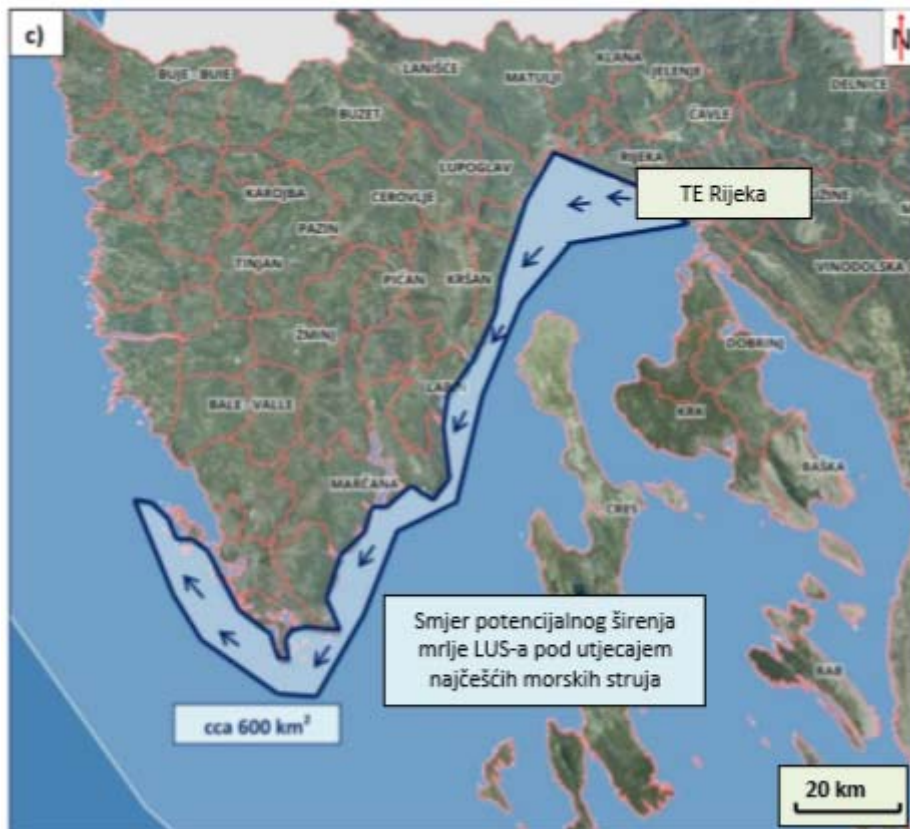 c)
N
BUJE - BUIE
LANIŠĆE
MATULJI
KLANA
JELENJE
DELNICE
BUZET
ČAVLE
RIJEKA
LUPOGLAV
KAROJBA
CEROVLJE
TE Rijeka
PAZIN
TINJAN
PIĆAN
KRŠAN
VINODOLSKA
ŽMINJ
DOBRINJ
BALE - VALLE
KRK
MARČANA
BAŠKA
CRES
Smjer potencijalnog širenja
mrlje LUS-a pod utjecajem
najčešćih morskih struja
RAB
cca 600 km²
20 km